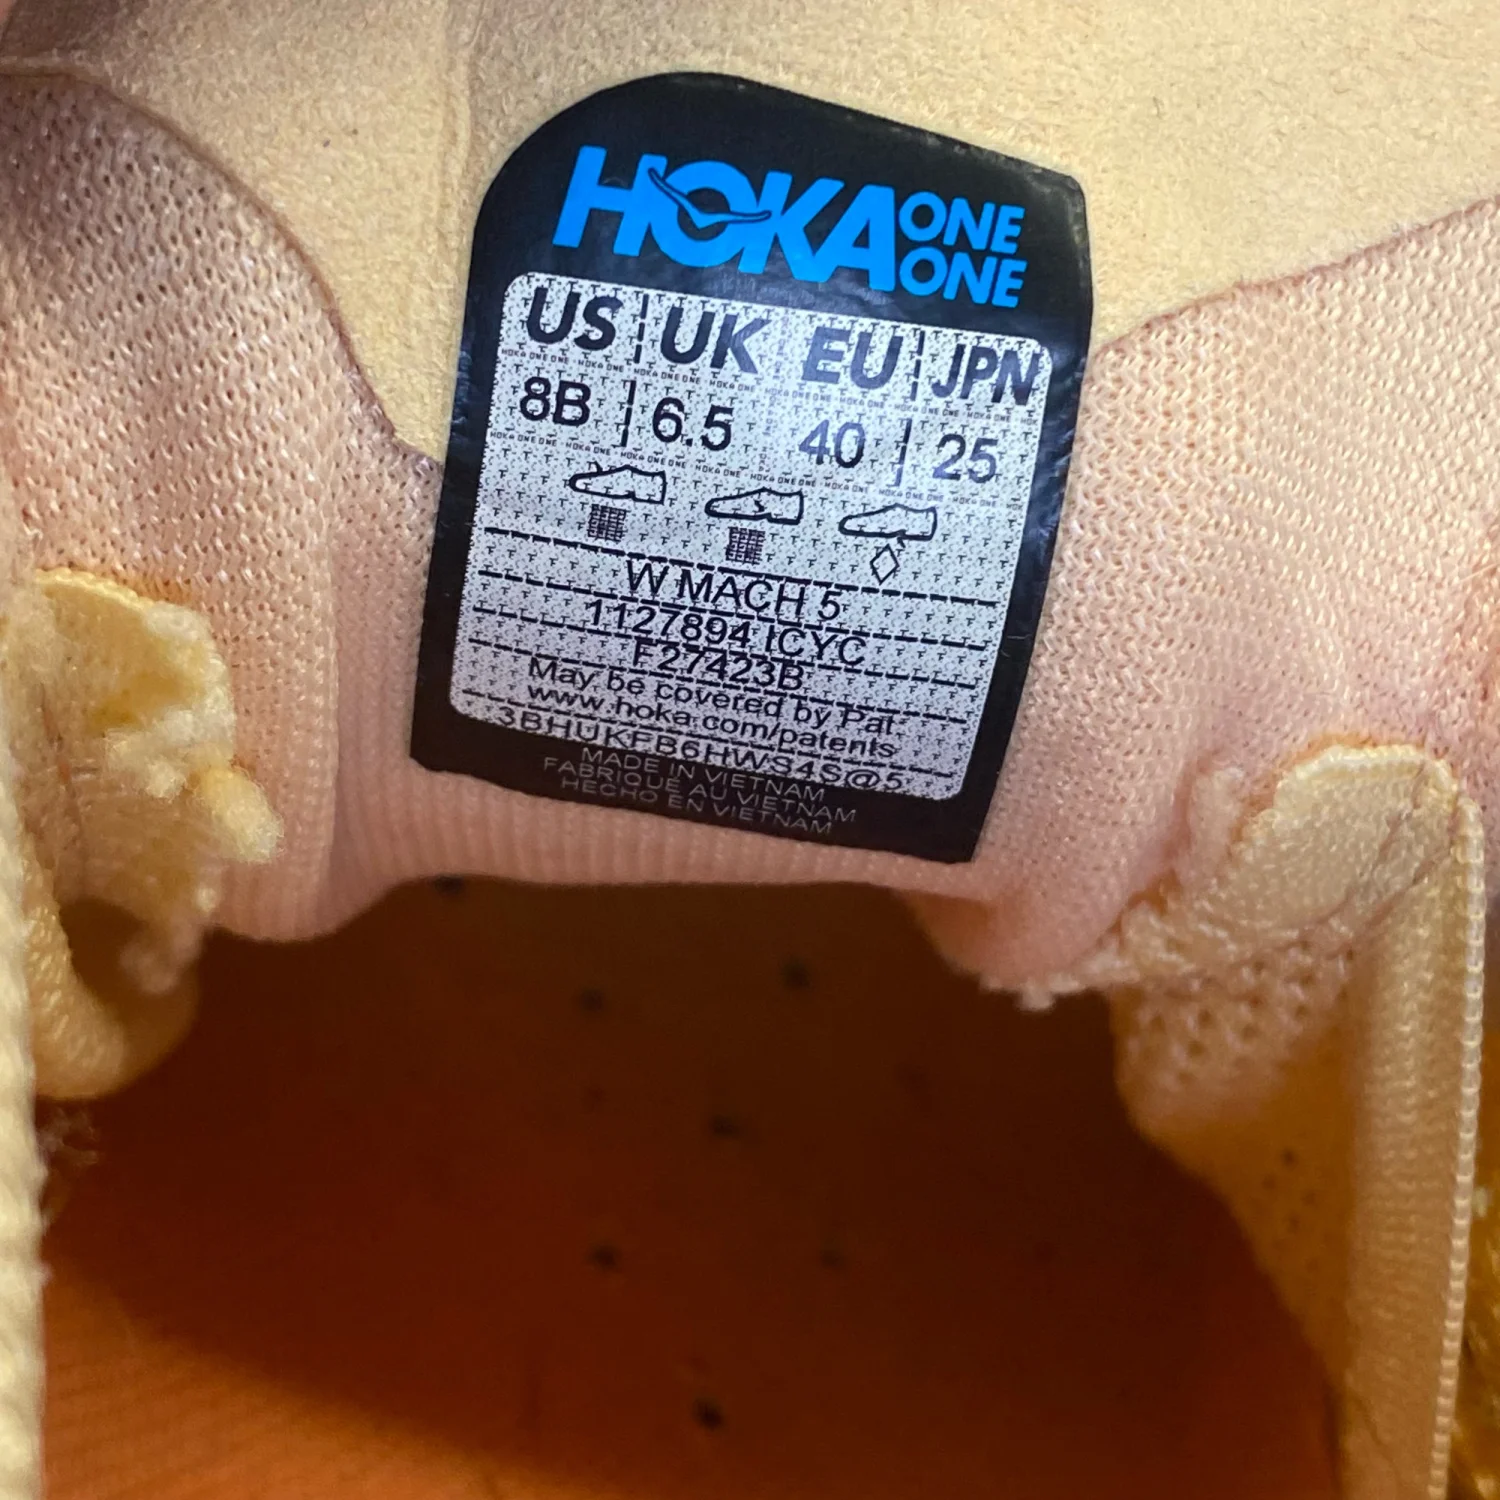 HOKA ONE ONE
US UK EU JPN
8B 6.5 40 25
W MACH 5
1127894 ICYC
F27423B
May be covered by Pat.
www.hoka.com/patents
3BHUKFB6HWS4S@5
MADE IN VIETNAM
FABRIQUE AU VIETNAM
HECHO EN VIETNAM